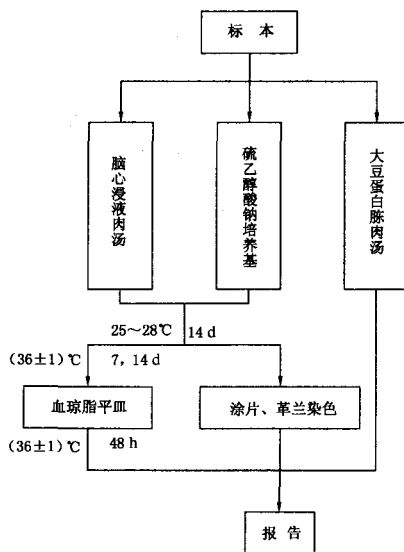 标 本
脑心浸液肉汤
硫乙醇酸钠培养基
大豆蛋白胨肉汤
25～28℃ 14 d
(36±1)℃ 7，14 d
血琼脂平皿
涂片、革兰染色
(36±1)℃ 48 h
报 告